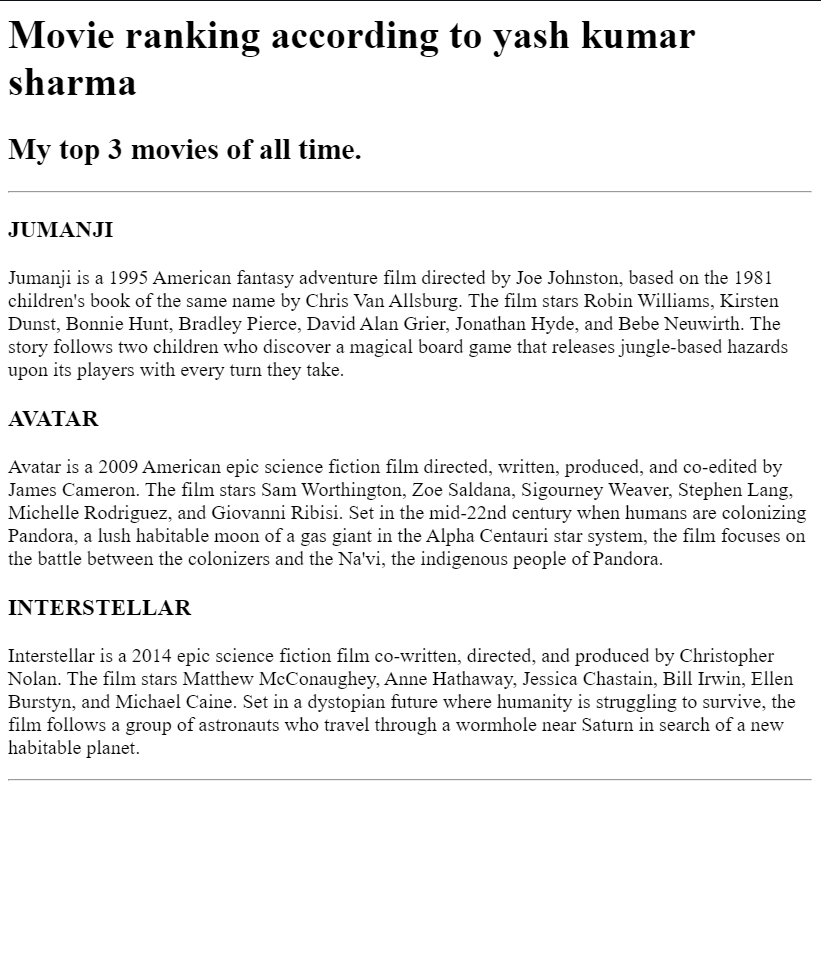 Movie ranking according to yash kumar
sharma
My top 3 movies of all time.
JUMANJI
Jumanji is a 1995 American fantasy adventure film directed by Joe Johnston, based on the 1981
children's book of the same name by Chris Van Allsburg. The film stars Robin Williams, Kirsten
Dunst, Bonnie Hunt, Bradley Pierce, David Alan Grier, Jonathan Hyde, and Bebe Neuwirth. The
story follows two children who discover a magical board game that releases jungle-based hazards
upon its players with every turn they take.
AVATAR
Avatar is a 2009 American epic science fiction film directed, written, produced, and co-edited by
James Cameron. The film stars Sam Worthington, Zoe Saldana, Sigourney Weaver, Stephen Lang,
Michelle Rodriguez, and Giovanni Ribisi. Set in the mid-22nd century when humans are colonizing
Pandora, a lush habitable moon of a gas giant in the Alpha Centauri star system, the film focuses on
the battle between the colonizers and the Na'vi, the indigenous people of Pandora.
INTERSTELLAR
Interstellar is a 2014 epic science fiction film co-written, directed, and produced by Christopher
Nolan. The film stars Matthew McConaughey, Anne Hathaway, Jessica Chastain, Bill Irwin, Ellen
Burstyn, and Michael Caine. Set in a dystopian future where humanity is struggling to survive, the
film follows a group of astronauts who travel through a wormhole near Saturn in search of a new
habitable planet.